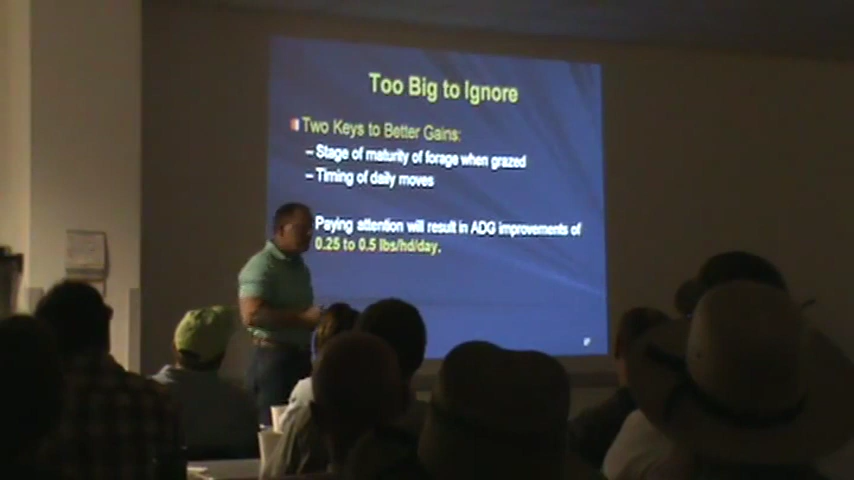 Too Big to Ignore
Two Keys to Better Gains:
– Stage of maturity of forage when grazed
– Timing of daily moves
Paying attention will result in ADG improvements of
0.25 to 0.5 lbs/hd/day.